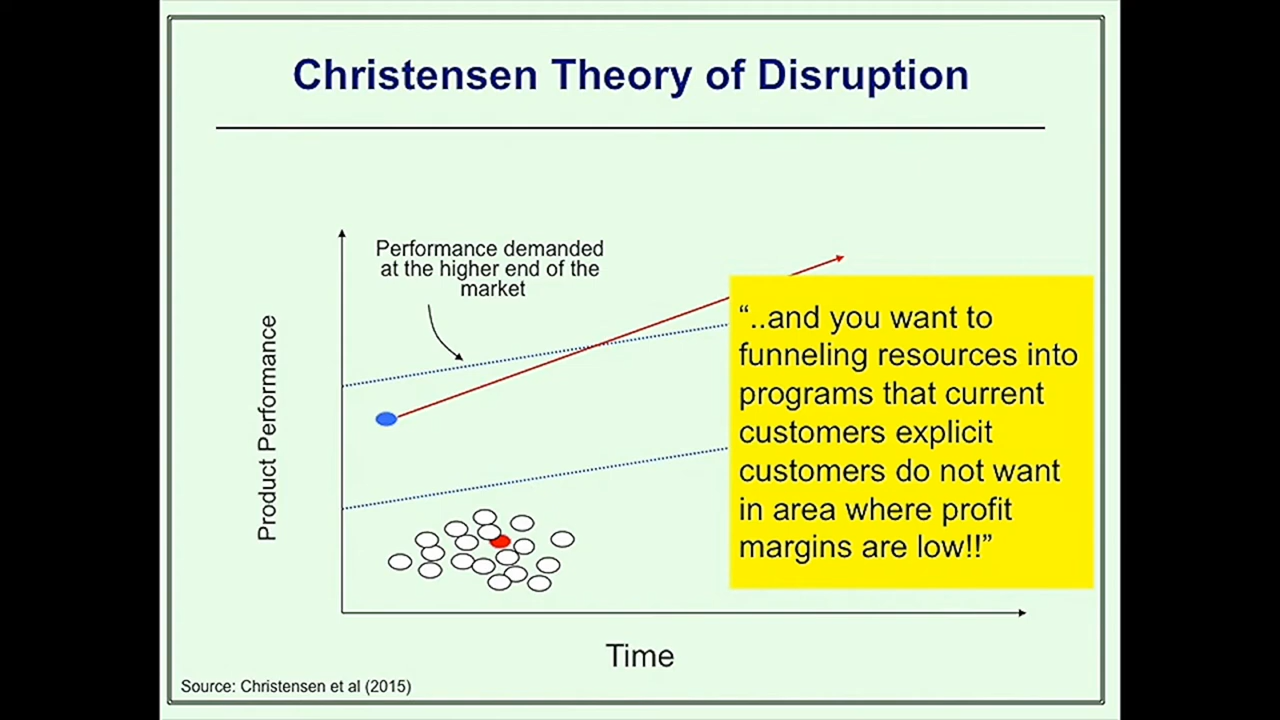 Christensen Theory of Disruption
Performance demanded
at the higher end of the
market
Product Performance
“..and you want to
funneling resources into
programs that current
customers explicit
customers do not want
in area where profit
margins are low!!”
Time
Source: Christensen et al (2015)